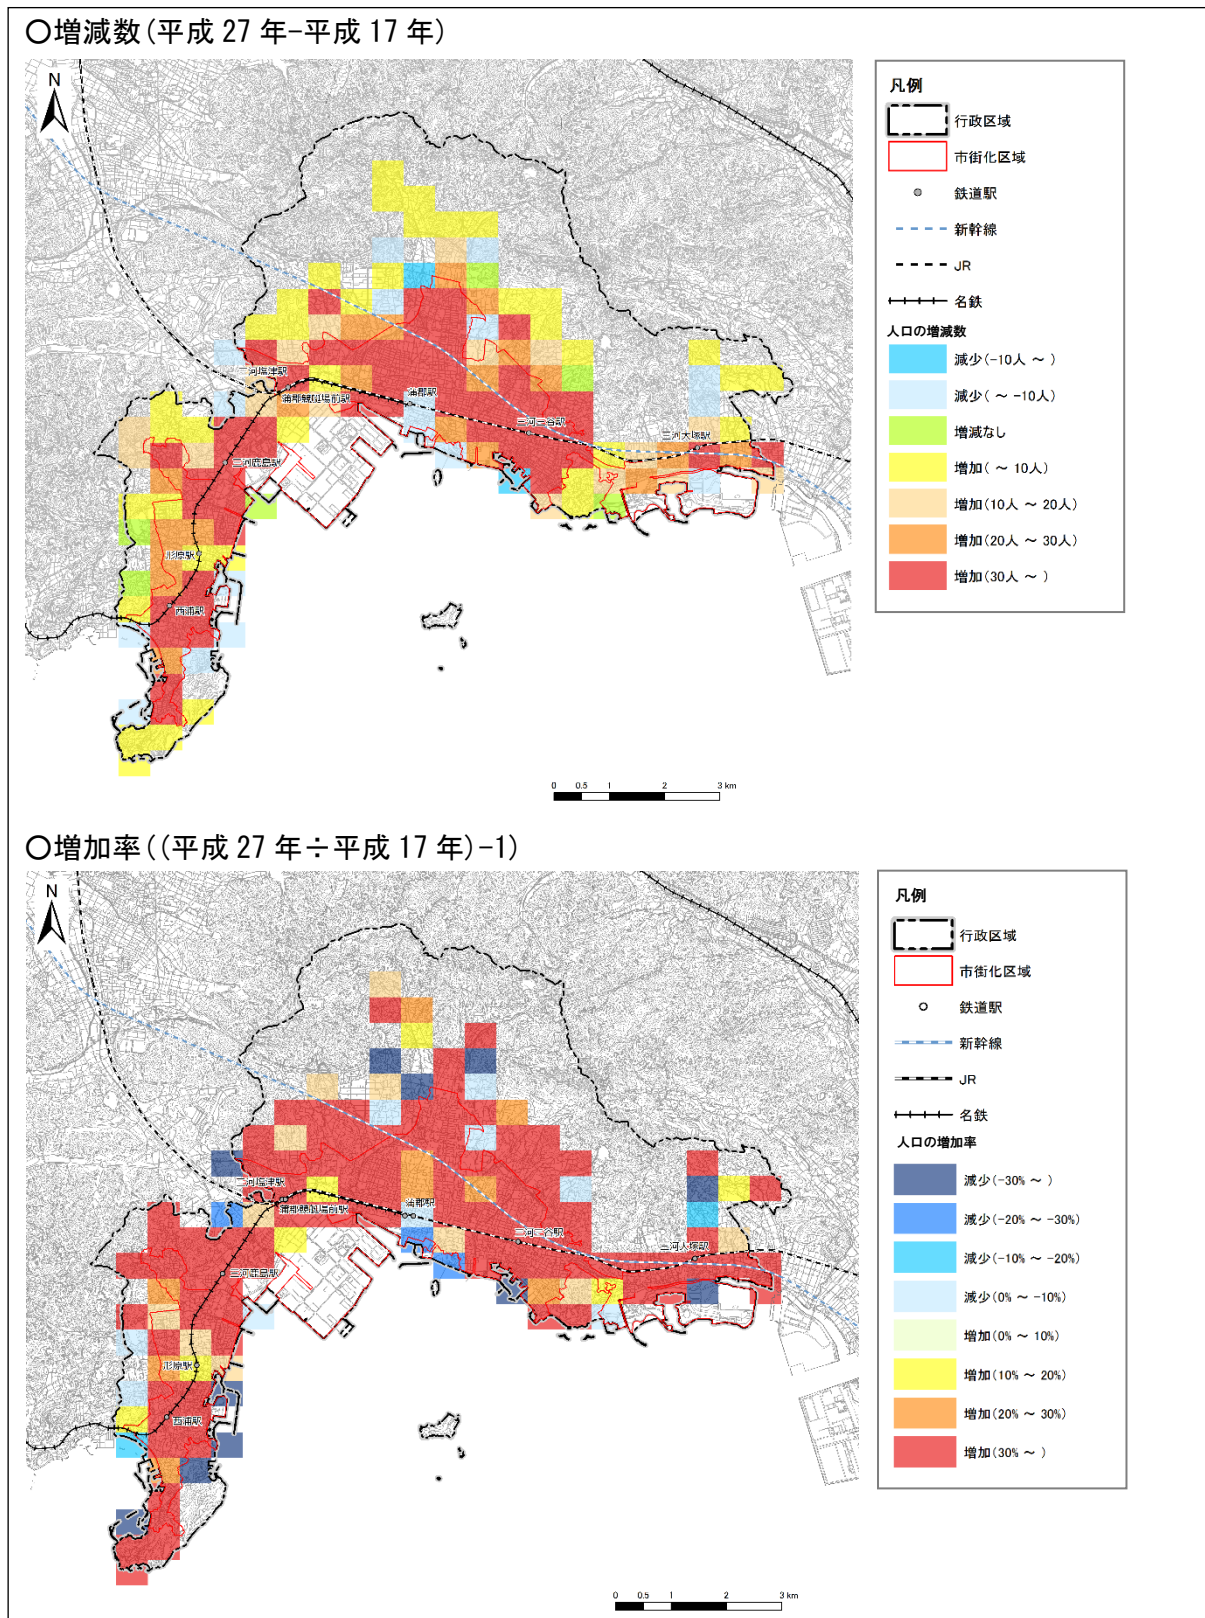 〇増減数(平成 27 年−平成 17 年)
N
三河塩津駅
蒲郡競艇場前駅
蒲郡駅
三河三谷駅
三河大塚駅
三河鹿島駅
形原駅
西浦駅
0 0.5 1 2 3 km
凡例
行政区域
市街化区域
鉄道駅
新幹線
JR
名鉄
人口の増減数
減少(-10人 ～ )
減少( ～ -10人)
増減なし
増加( ～ 10人)
増加(10人 ～ 20人)
増加(20人 ～ 30人)
増加(30人 ～ )
〇増加率((平成 27 年÷平成 17 年)−1)
N
三河塩津駅
蒲郡競艇場前駅
蒲郡駅
三河三谷駅
三河大塚駅
三河鹿島駅
形原駅
西浦駅
0 0.5 1 2 3 km
凡例
行政区域
市街化区域
鉄道駅
新幹線
JR
名鉄
人口の増加率
減少(-30% ～ )
減少(-20% ～ -30%)
減少(-10% ～ -20%)
減少(0% ～ -10%)
増加(0% ～ 10%)
増加(10% ～ 20%)
増加(20% ～ 30%)
増加(30% ～ )